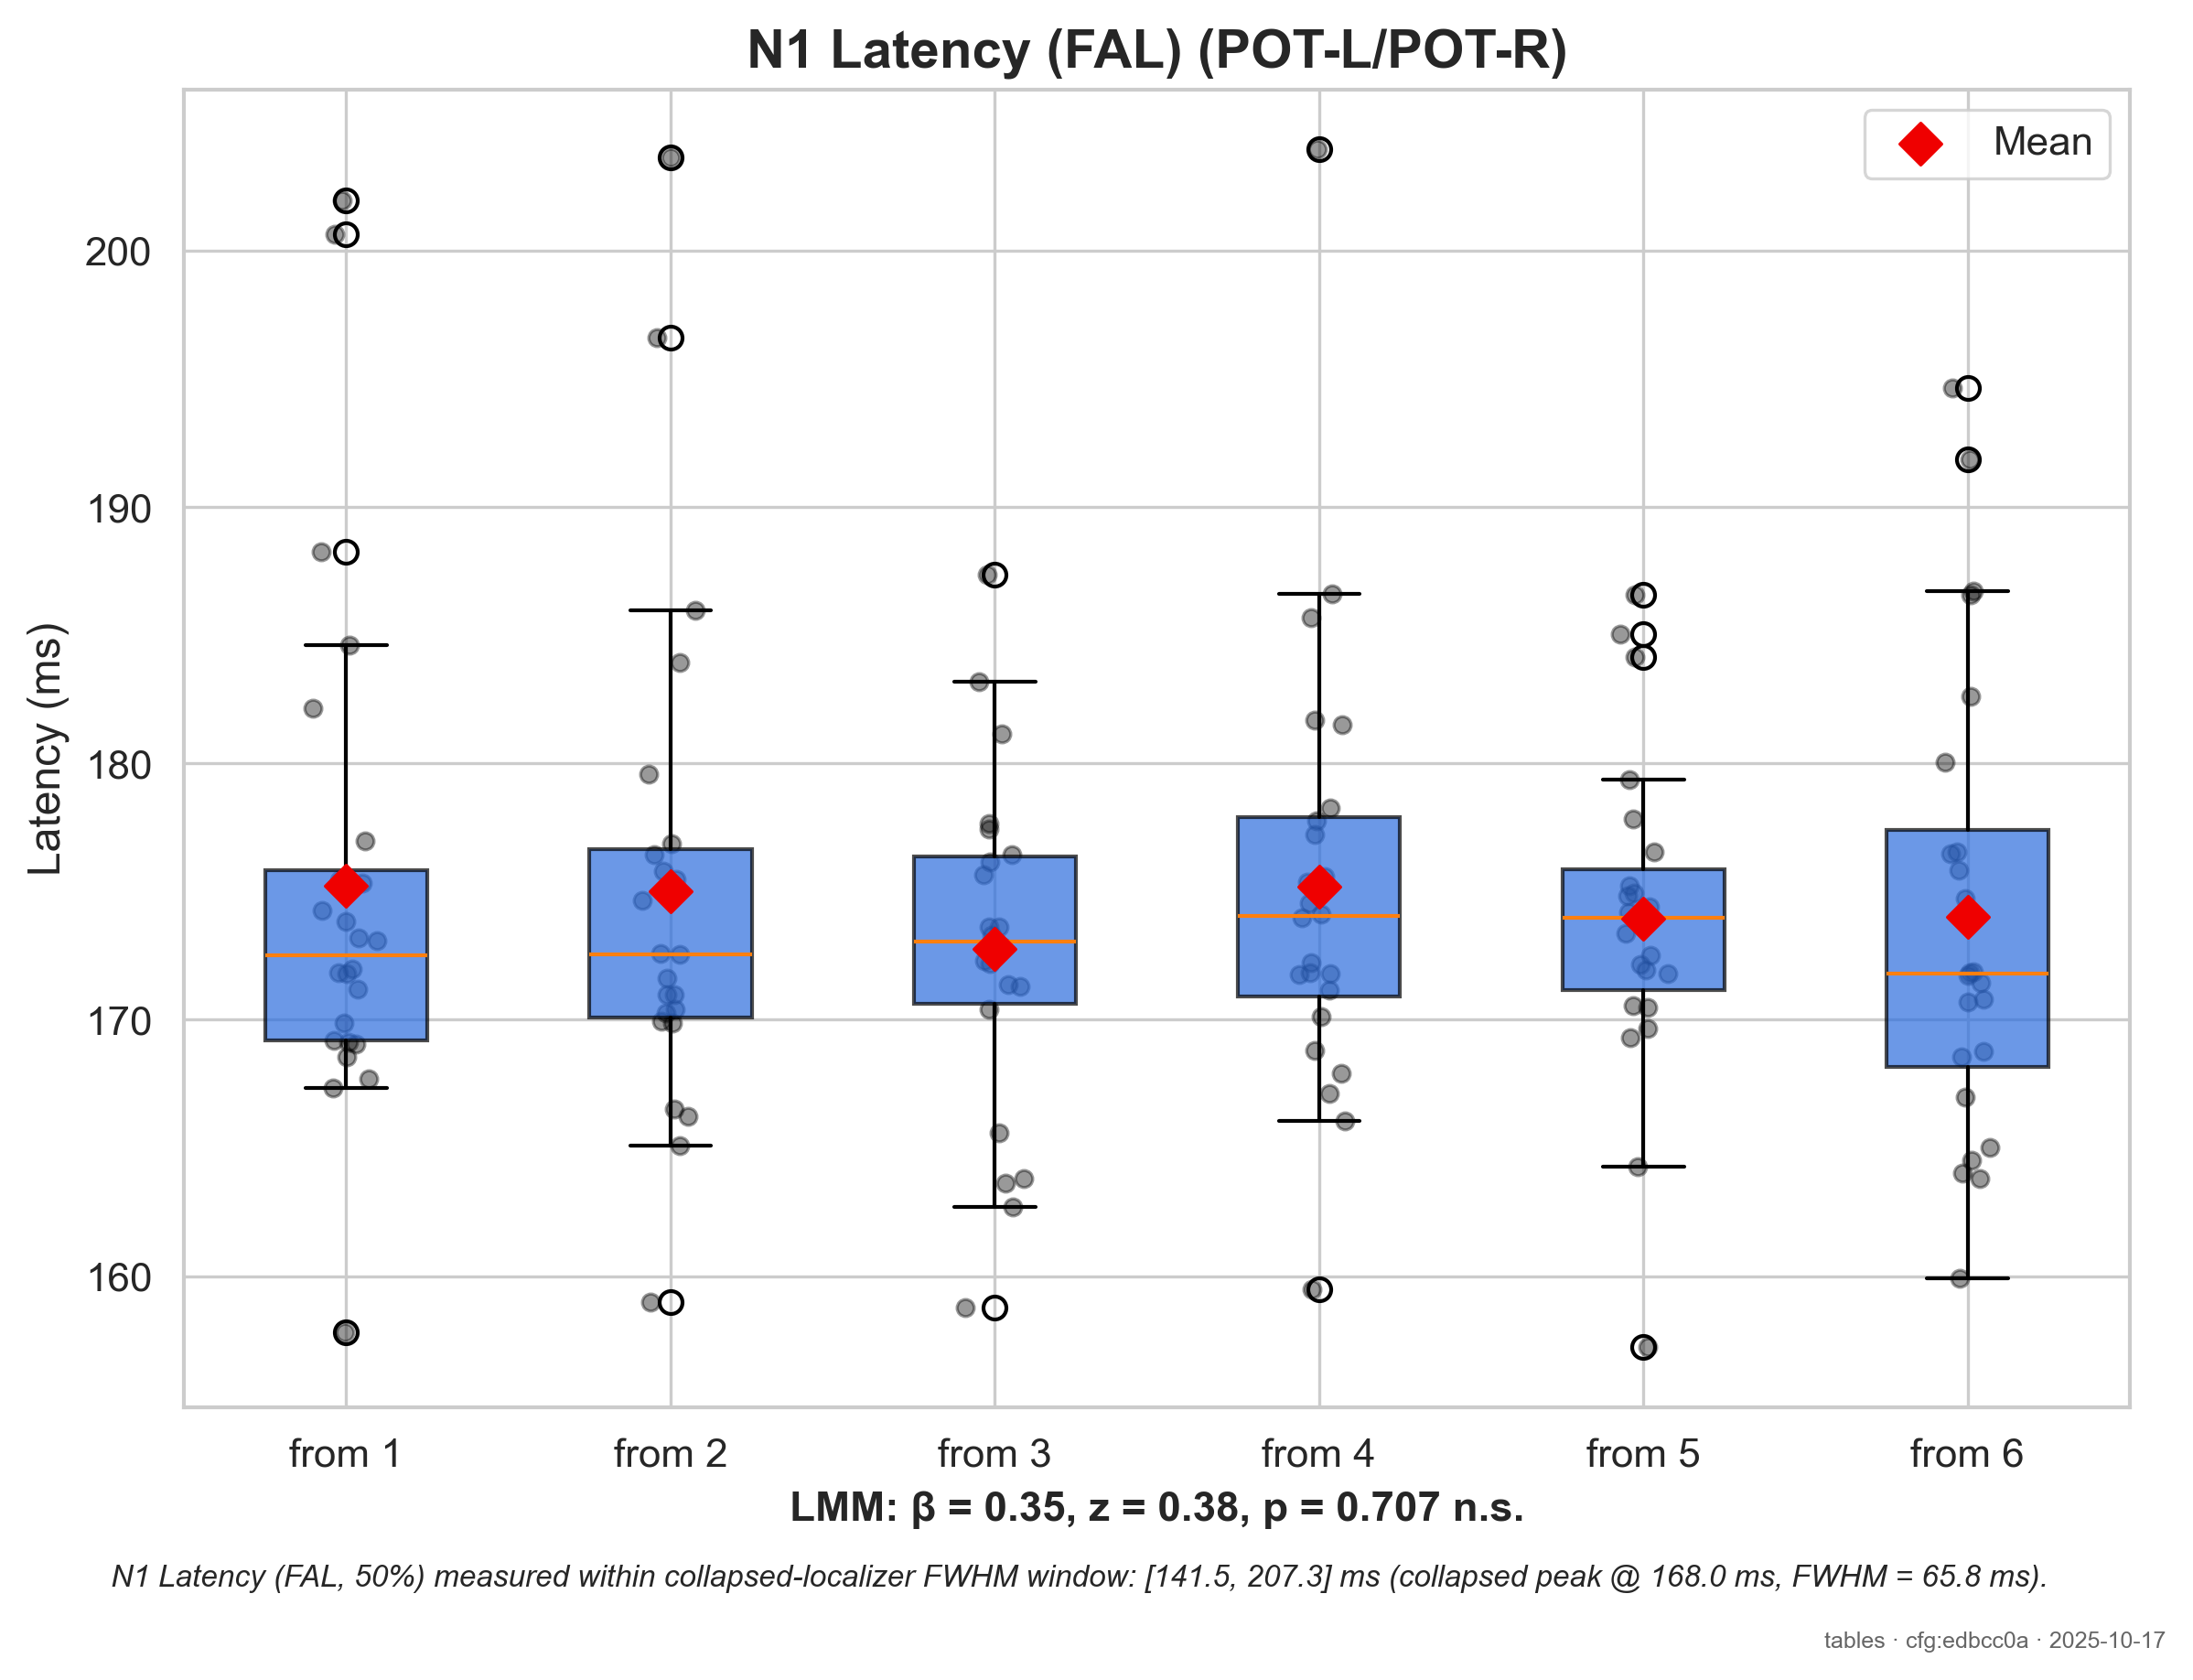 N1 Latency (FAL) (POT-L/POT-R)
Mean
Latency (ms)
200
190
180
170
160
from 1 from 2 from 3 from 4 from 5 from 6
LMM: β = 0.35, z = 0.38, p = 0.707 n.s.
N1 Latency (FAL, 50%) measured within collapsed-localizer FWHM window: [141.5, 207.3] ms (collapsed peak @ 168.0 ms, FWHM = 65.8 ms).
tables · cfg:edbcc0a · 2025-10-17